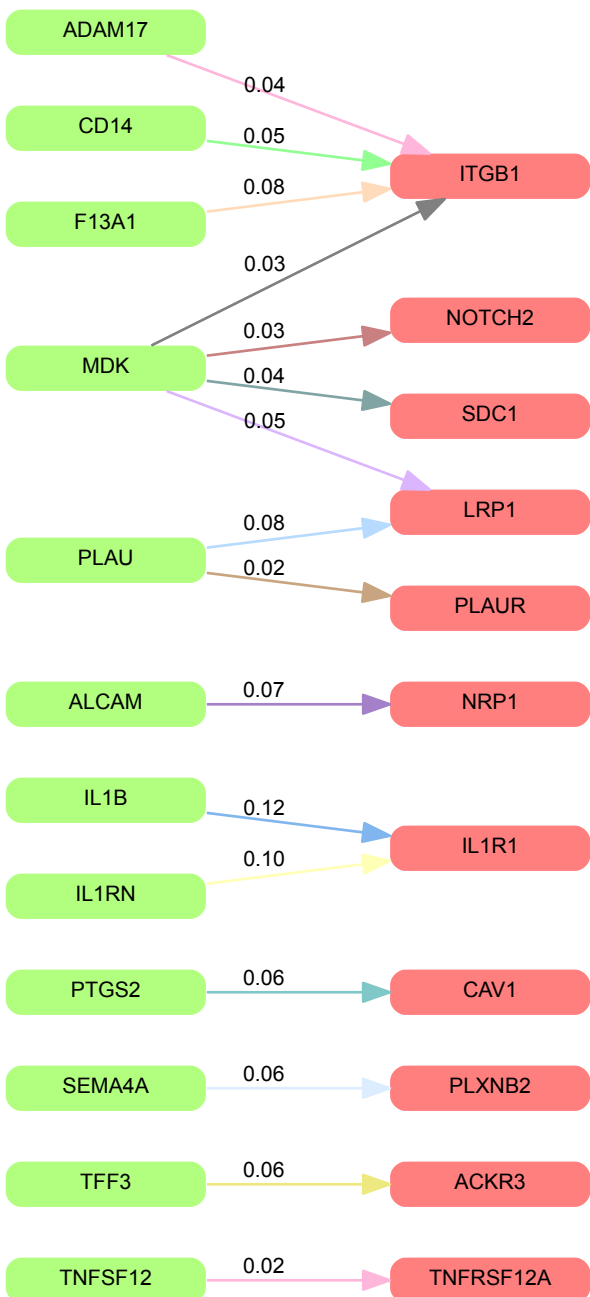 ADAM17
0.04
CD14
0.05
ITGB1
F13A1
0.08
0.03
NOTCH2
0.03
MDK
0.04
SDC1
0.05
LRP1
0.08
PLAU
0.02
PLAUR
ALCAM
0.07
NRP1
IL1B
0.12
IL1R1
0.10
IL1RN
PTGS2
0.06
CAV1
SEMA4A
0.06
PLXNB2
TFF3
0.06
ACKR3
TNFSF12
0.02
TNFRSF12A